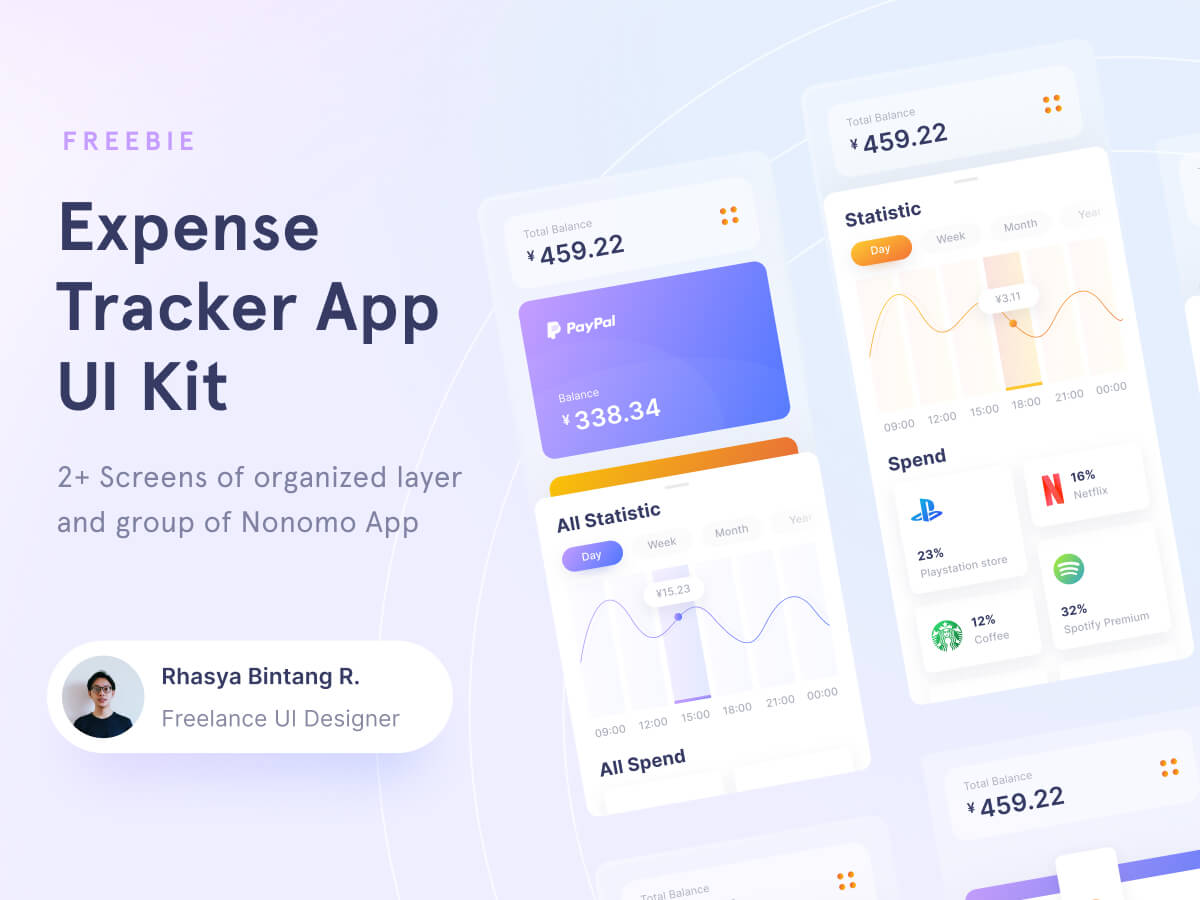 FREEBIE
Expense
Tracker App
UI Kit
2+ Screens of organized layer
and group of Nonomo App
Rhasya Bintang R.
Freelance UI Designer
Total Balance
¥ 459.22
PayPal
Balance
¥ 338.34
All Statistic
Day Week Month Year
¥15.23
09:00 12:00 15:00 18:00 21:00 00:00
All Spend
Total Balance
¥ 459.22
Statistic
Day Week Month Year
¥3.11
09:00 12:00 15:00 18:00 21:00 00:00
Spend
23%
Playstation store
16%
Netflix
12%
Coffee
32%
Spotify Premium
Total Balance
Total Balance
¥ 459.22